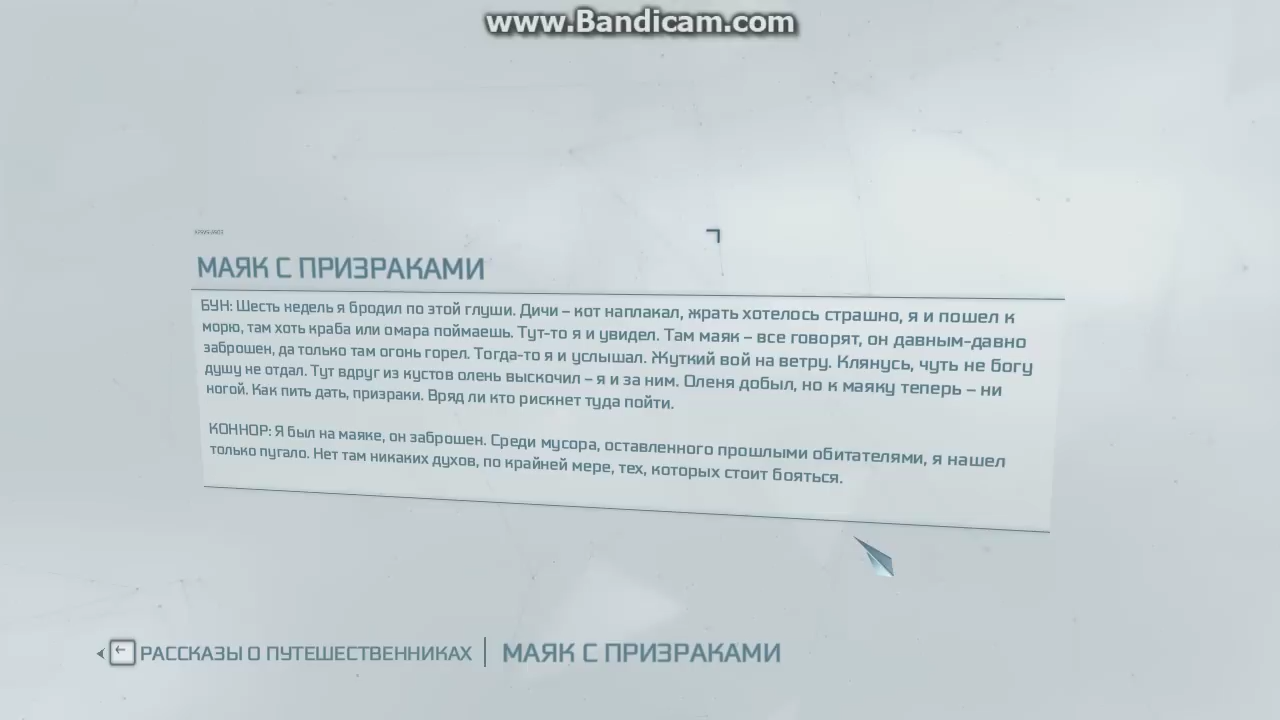 www.Bandicam.com
МАЯК С ПРИЗРАКАМИ
БУН: Шесть недель я бродил по этой глуши. Дичи – кот наплакал, жрать хотелось страшно, я и пошел к
морю, там хоть краба или омара поймаешь. Тут-то я и увидел. Там маяк – все говорят, он давным-давно
заброшен, да только там огонь горел. Тогда-то я и услышал. Жуткий вой на ветру. Клянусь, чуть не богу
душу не отдал. Тут вдруг из кустов олень выскочил – я и за ним. Оленя добыл, но к маяку теперь – ни
ногой. Как пить дать, призраки. Вряд ли кто рискнет туда пойти.
КОННОР: Я был на маяке, он заброшен. Среди мусора, оставленного прошлыми обитателями, я нашел
только пугало. Нет там никаких духов, по крайней мере, тех, которых стоит бояться.
РАССКАЗЫ О ПУТЕШЕСТВЕННИКАХ | МАЯК С ПРИЗРАКАМИ